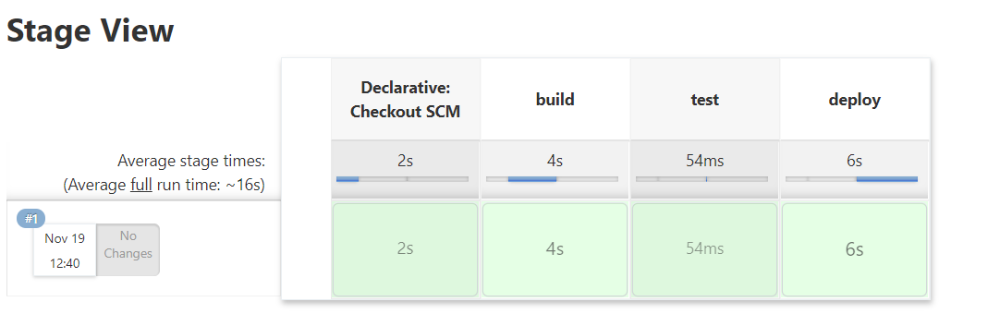 Stage View
Declarative:
Checkout SCM
build
test
deploy
Average stage times:
(Average full run time: ~16s)
2s
4s
54ms
6s
#1
Nov 19
12:40
No
Changes
2s
4s
54ms
6s